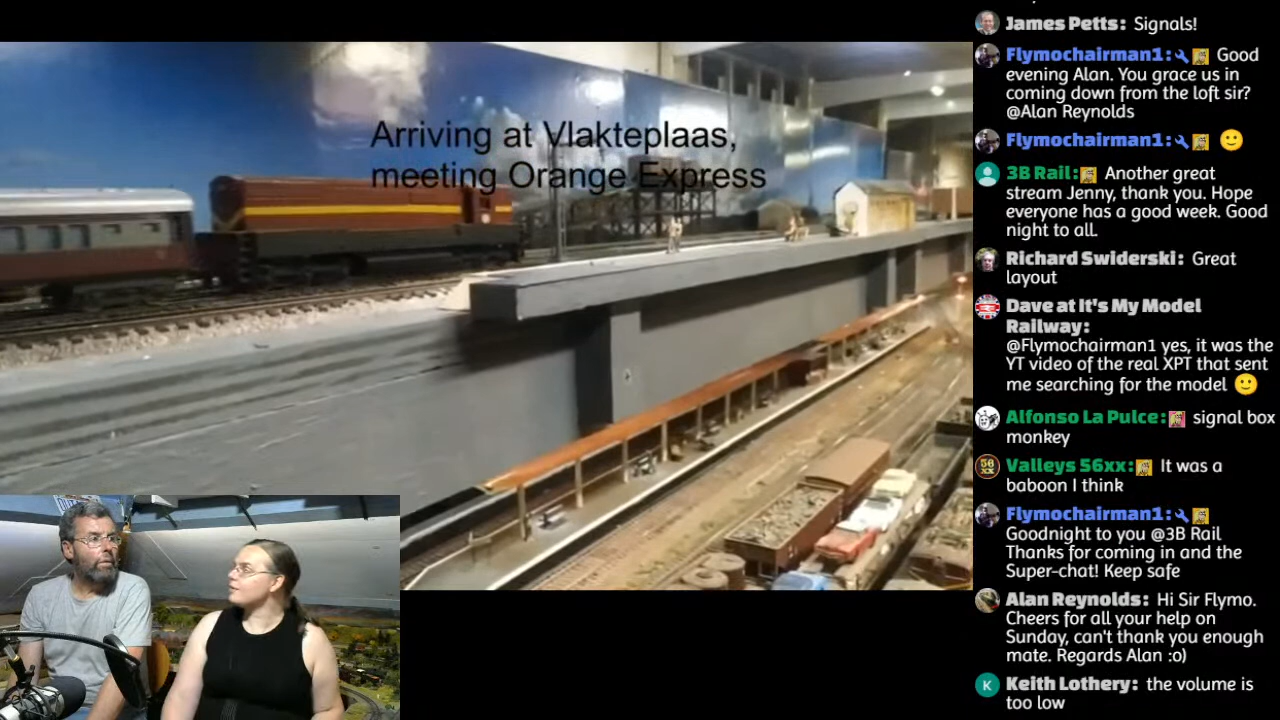 Arriving at Vlakteplaas,
meeting Orange Express
James Petts: Signals!
Flymochairman1: Good
evening Alan. You grace us in
coming down from the loft sir?
@Alan Reynolds
Flymochairman1: 🙂
3B Rail: Another great
stream Jenny, thank you. Hope
everyone has a good week. Good
night to all.
Richard Swiderski: Great
layout
Dave at It's My Model
Railway:
@Flymochairman1 yes, it was the
YT video of the real XPT that sent
me searching for the model 🙂
Alfonso La Pulce: signal box
monkey
56
XX
Valleys 56xx: It was a
baboon I think
Flymochairman1:
Goodnight to you @3B Rail
Thanks for coming in and the
Super-chat! Keep safe
Alan Reynolds: Hi Sir Flymo.
Cheers for all your help on
Sunday, can't thank you enough
mate. Regards Alan :o)
K
Keith Lothery: the volume is
too low